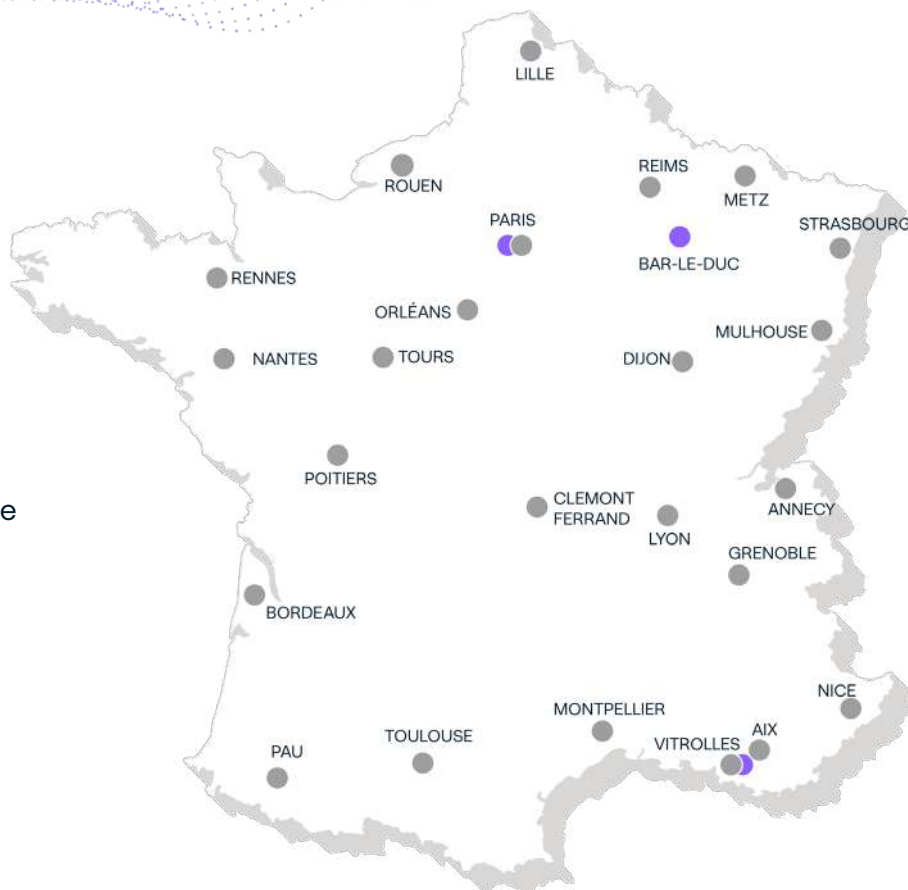 LILLE
REIMS
ROUEN
METZ
PARIS
STRASBOURG
BAR-LE-DUC
RENNES
ORLÉANS
MULHOUSE
NANTES
TOURS
DIJON
POITIERS
CLEMONT
FERRAND
e
ANNECY
LYON
GRENOBLE
BORDEAUX
NICE
MONTPELLIER
AIX
TOULOUSE
VITROLLES
PAU